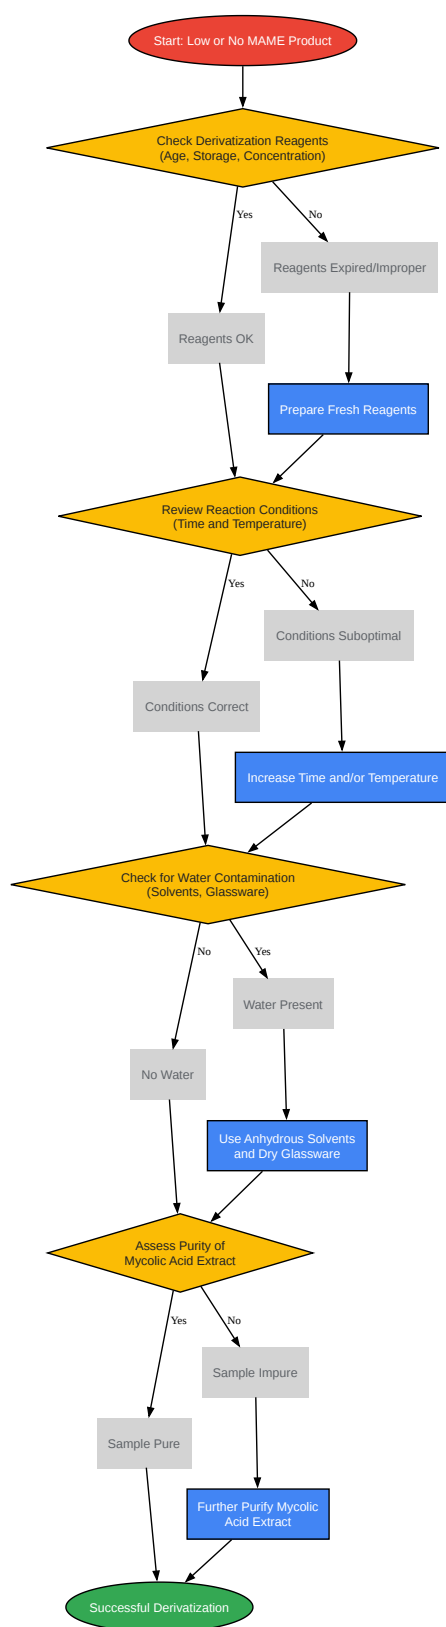 Start: Low or No MAME Product
Check Derivatization Reagents
(Age, Storage, Concentration)
Yes
No
Reagents Expired/Improper
Reagents OK
Prepare Fresh Reagents
Review Reaction Conditions
(Time and Temperature)
Yes
No
Conditions Suboptimal
Conditions Correct
Increase Time and/or Temperature
Check for Water Contamination
(Solvents, Glassware)
No
Yes
Water Present
No Water
Use Anhydrous Solvents
and Dry Glassware
Assess Purity of
Mycolic Acid Extract
Yes
No
Sample Impure
Sample Pure
Further Purify Mycolic
Acid Extract
Successful Derivatization